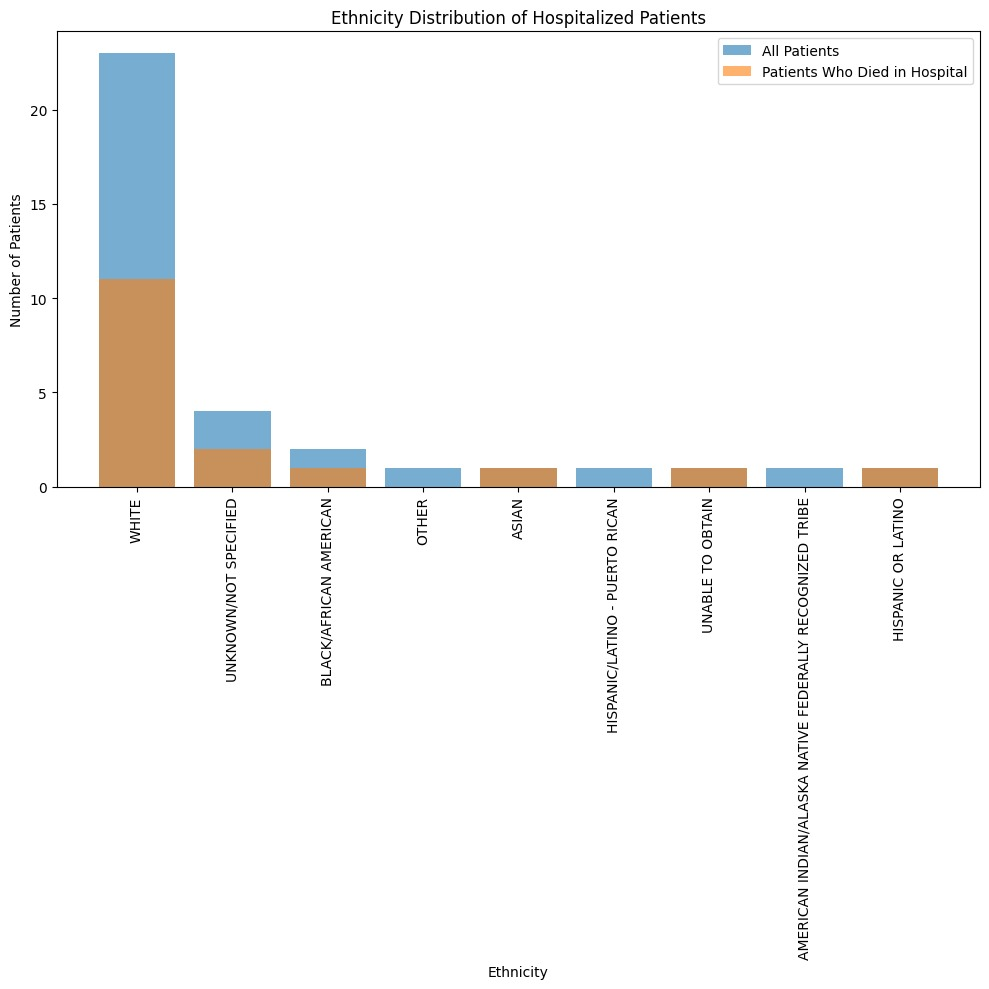 Ethnicity Distribution of Hospitalized Patients
All Patients
Patients Who Died in Hospital
Number of Patients
20
15
10
5
0
WHITE
UNKNOWN/NOT SPECIFIED
BLACK/AFRICAN AMERICAN
OTHER
ASIAN
HISPANIC/LATINO - PUERTO RICAN
UNABLE TO OBTAIN
AMERICAN INDIAN/ALASKA NATIVE FEDERALLY RECOGNIZED TRIBE
HISPANIC OR LATINO
Ethnicity